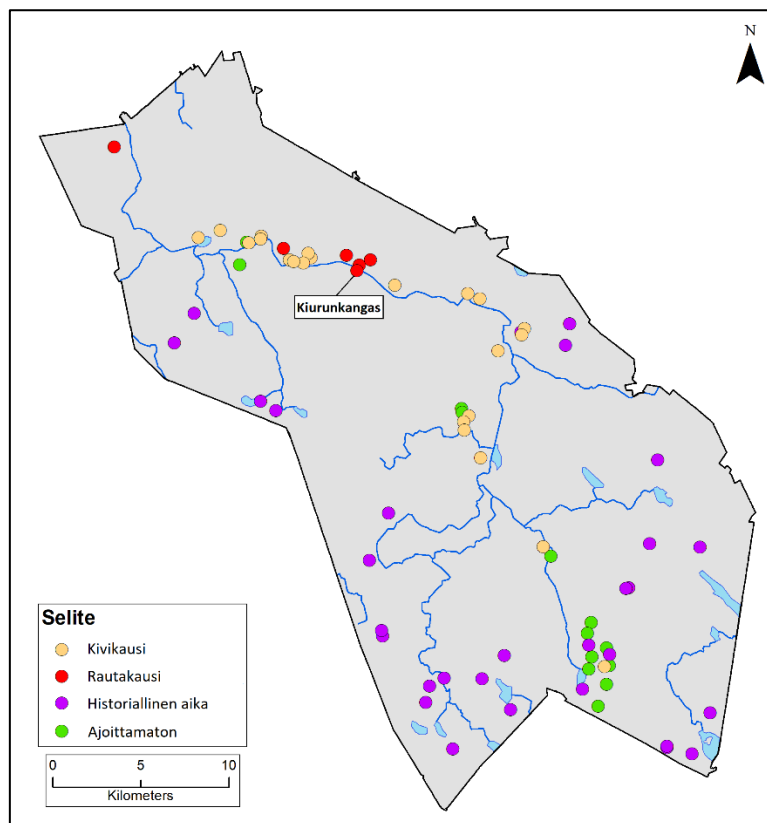 N
Kiurunkangas
Selite
Kivikausi
Rautakausi
Historiallinen aika
Ajoittamaton
0 5 10
Kilometers